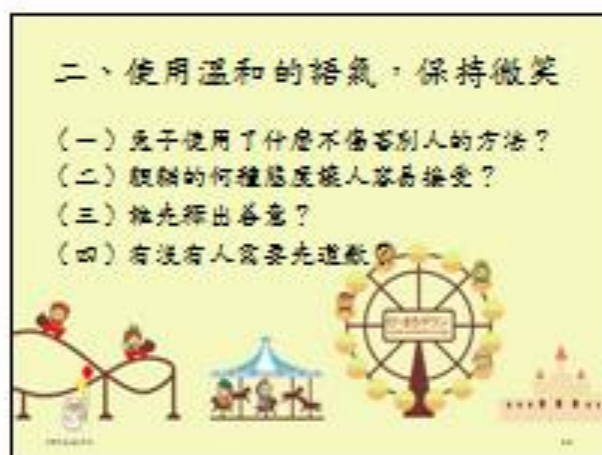 二、使用溫和的語氣，保持微笑
（一）兔子使用了什麼不傷害別人的方法？
（二）貓的何種態度讓人容易接受？
（三）誰先釋出善意？
（四）有沒有人需要先道歉？